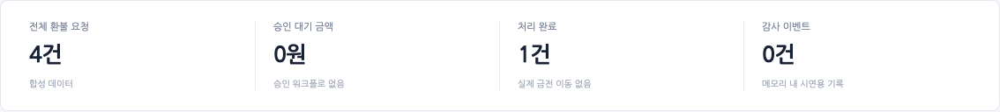 전체 환불 요청
4건
합성 데이터
승인 대기 금액
0원
승인 워크플로 없음
처리 완료
1건
실제 금전 이동 없음
감사 이벤트
0건
메모리 내 시연용 기록